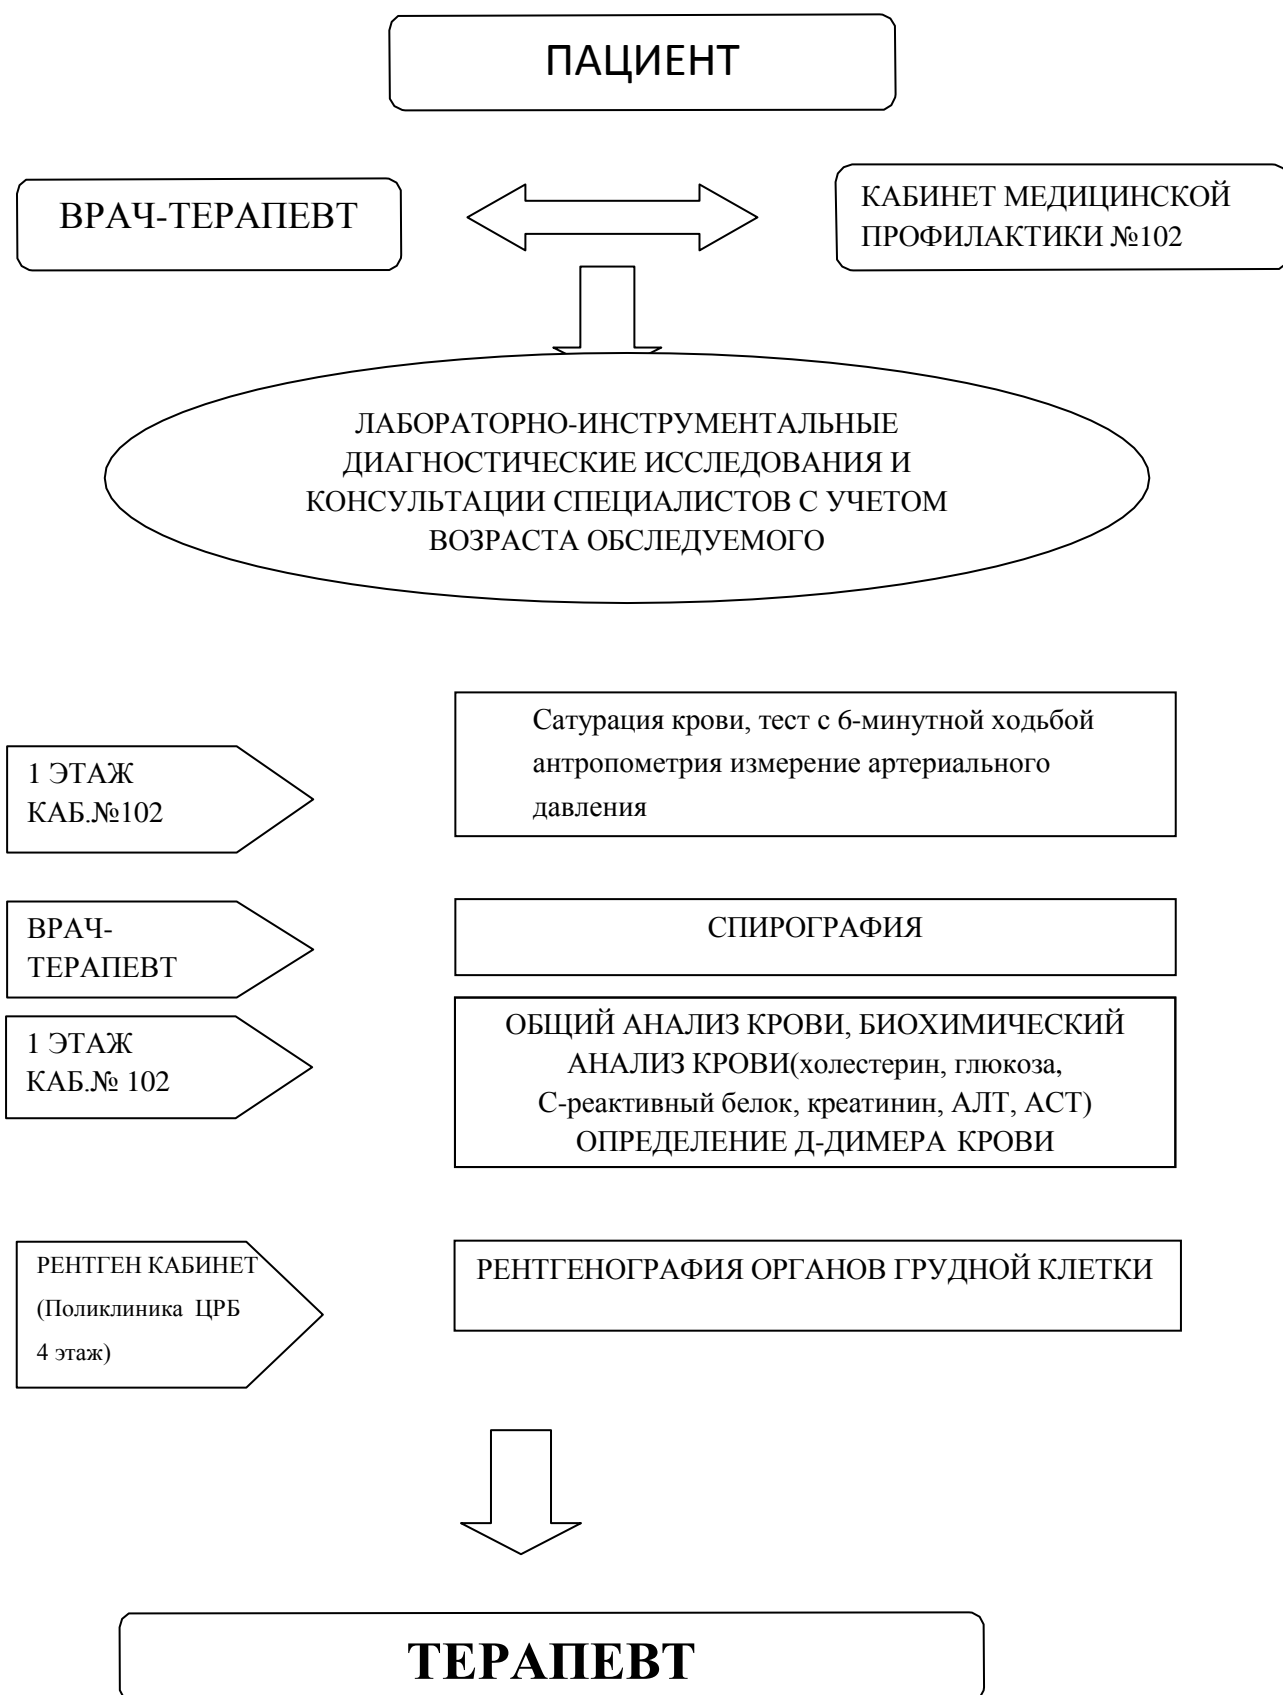 ПАЦИЕНТ
ВРАЧ-ТЕРАПЕВТ
КАБИНЕТ МЕДИЦИНСКОЙ
ПРОФИЛАКТИКИ №102
ЛАБОРАТОРНО-ИНСТРУМЕНТАЛЬНЫЕ
ДИАГНОСТИЧЕСКИЕ ИССЛЕДОВАНИЯ И
КОНСУЛЬТАЦИИ СПЕЦИАЛИСТОВ С УЧЕТОМ
ВОЗРАСТА ОБСЛЕДУЕМОГО
1 ЭТАЖ
КАБ.№102
Сатурация крови, тест с 6-минутной ходьбой
антропометрия измерение артериального
давления
ВРАЧ-
ТЕРАПЕВТ
СПИРОГРАФИЯ
1 ЭТАЖ
КАБ.№ 102
ОБЩИЙ АНАЛИЗ КРОВИ, БИОХИМИЧЕСКИЙ
АНАЛИЗ КРОВИ(холестерин, глюкоза,
С-реактивный белок, креатинин, АЛТ, АСТ)
ОПРЕДЕЛЕНИЕ Д-ДИМЕРА КРОВИ
РЕНТГЕН КАБИНЕТ
(Поликлиника ЦРБ
4 этаж)
РЕНТГЕНОГРАФИЯ ОРГАНОВ ГРУДНОЙ КЛЕТКИ
ТЕРАПЕВТ